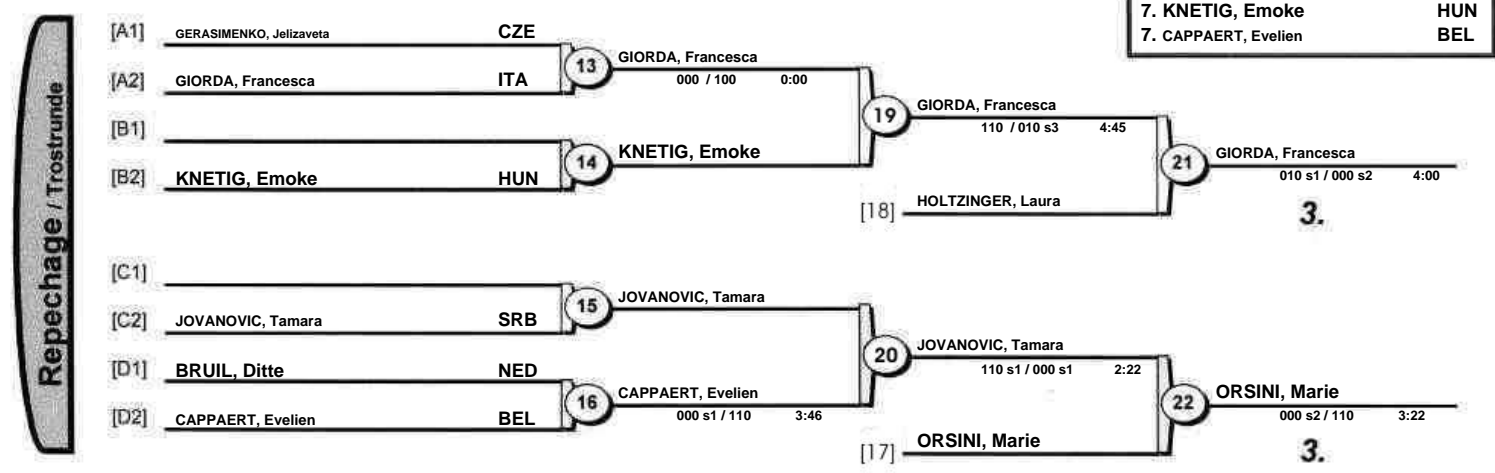 7. KNETIG, Emoke HUN
7. CAPPAERT, Evelien BEL
Repechage / Trostrunde
[A1] GERASIMENKO, Jelizaveta CZE
13 GIORDA, Francesca
000 / 100 0:00
[A2] GIORDA, Francesca ITA
19 GIORDA, Francesca
110 / 010 s3 4:45
[B1]
14 KNETIG, Emoke
[B2] KNETIG, Emoke HUN
21 GIORDA, Francesca
010 s1 / 000 s2 4:00
[18] HOLTZINGER, Laura
3.
[C1]
15 JOVANOVIC, Tamara
[C2] JOVANOVIC, Tamara SRB
20 JOVANOVIC, Tamara
110 s1 / 000 s1 2:22
[D1] BRUIL, Ditte NED
16 CAPPAERT, Evelien
000 s1 / 110 3:46
[D2] CAPPAERT, Evelien BEL
22 ORSINI, Marie
000 s2 / 110 3:22
[17] ORSINI, Marie
3.